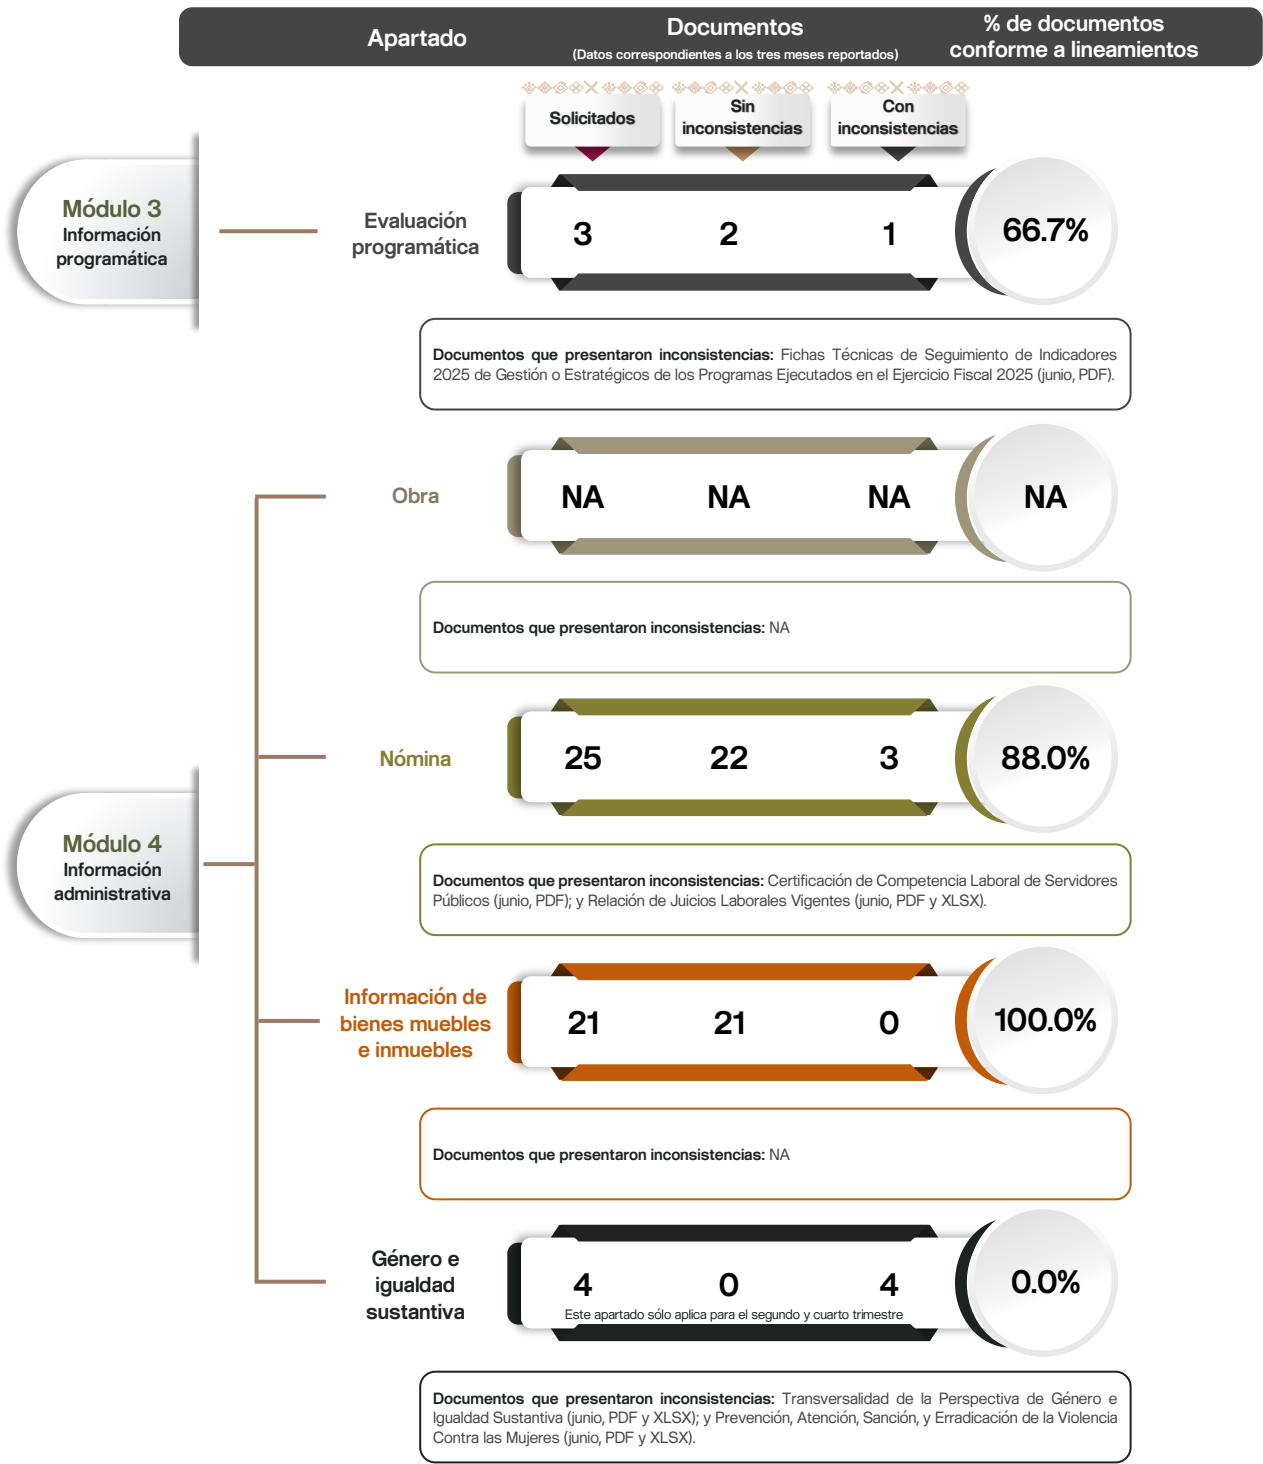 Apartado
Documentos
(Datos correspondientes a los tres meses reportados)
% de documentos
conforme a lineamientos
Solicitados
Sin
inconsistencias
Con
inconsistencias
Módulo 3
Información
programática
Evaluación
programática
3 2 1 66.7%
Documentos que presentaron inconsistencias: Fichas Técnicas de Seguimiento de Indicadores
2025 de Gestión o Estratégicos de los Programas Ejecutados en el Ejercicio Fiscal 2025 (junio, PDF).
Obra
NA NA NA NA
Documentos que presentaron inconsistencias: NA
Nómina
25 22 3 88.0%
Módulo 4
Información
administrativa
Documentos que presentaron inconsistencias: Certificación de Competencia Laboral de Servidores
Públicos (junio, PDF); y Relación de Juicios Laborales Vigentes (junio, PDF y XLSX).
Información de
bienes muebles
e inmuebles
21 21 0 100.0%
Documentos que presentaron inconsistencias: NA
Género e
igualdad
sustantiva
4 0 4 0.0%
Este apartado sólo aplica para el segundo y cuarto trimestre
Documentos que presentaron inconsistencias: Transversalidad de la Perspectiva de Género e
Igualdad Sustantiva (junio, PDF y XLSX); y Prevención, Atención, Sanción, y Erradicación de la Violencia
Contra las Mujeres (junio, PDF y XLSX).